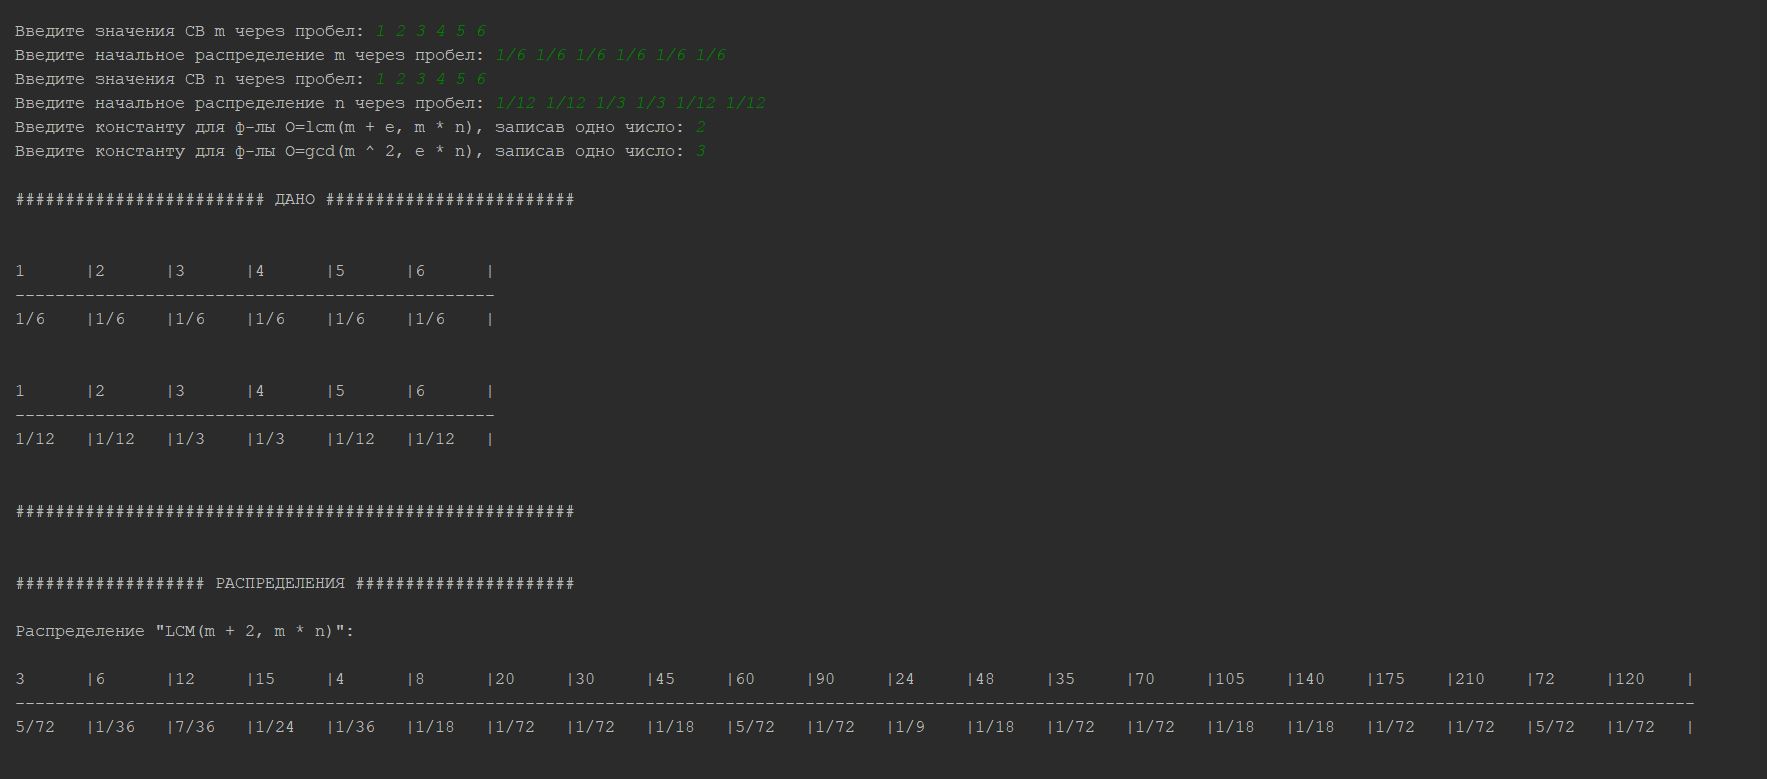 Введите значения СВ m через пробел: 1 2 3 4 5 6
Введите начальное распределение m через пробел: 1/6 1/6 1/6 1/6 1/6 1/6
Введите значения СВ n через пробел: 1 2 3 4 5 6
Введите начальное распределение n через пробел: 1/12 1/12 1/3 1/3 1/12 1/12
Введите константу для ф-лы O=lcm(m + e, m * n), записав одно число: 2
Введите константу для ф-лы O=gcd(m ^ 2, e * n), записав одно число: 3
######################### ДАНО #########################
1 |2 |3 |4 |5 |6 |
------------------------------------------------
1/6 |1/6 |1/6 |1/6 |1/6 |1/6 |
1 |2 |3 |4 |5 |6 |
------------------------------------------------
1/12 |1/12 |1/3 |1/3 |1/12 |1/12 |
########################################################
################### РАСПРЕДЕЛЕНИЯ ######################
Распределение "LCM(m + 2, m * n)":
3 |6 |12 |15 |4 |8 |20 |30 |45 |60 |90 |24 |48 |35 |70 |105 |140 |175 |210 |72 |120 |
------------------------------------------------------------------------------------------------------------------------------------------------------------------------
5/72 |1/36 |7/36 |1/24 |1/36 |1/18 |1/72 |1/72 |1/18 |5/72 |1/72 |1/9 |1/18 |1/72 |1/72 |1/18 |1/18 |1/72 |1/72 |5/72 |1/72 |